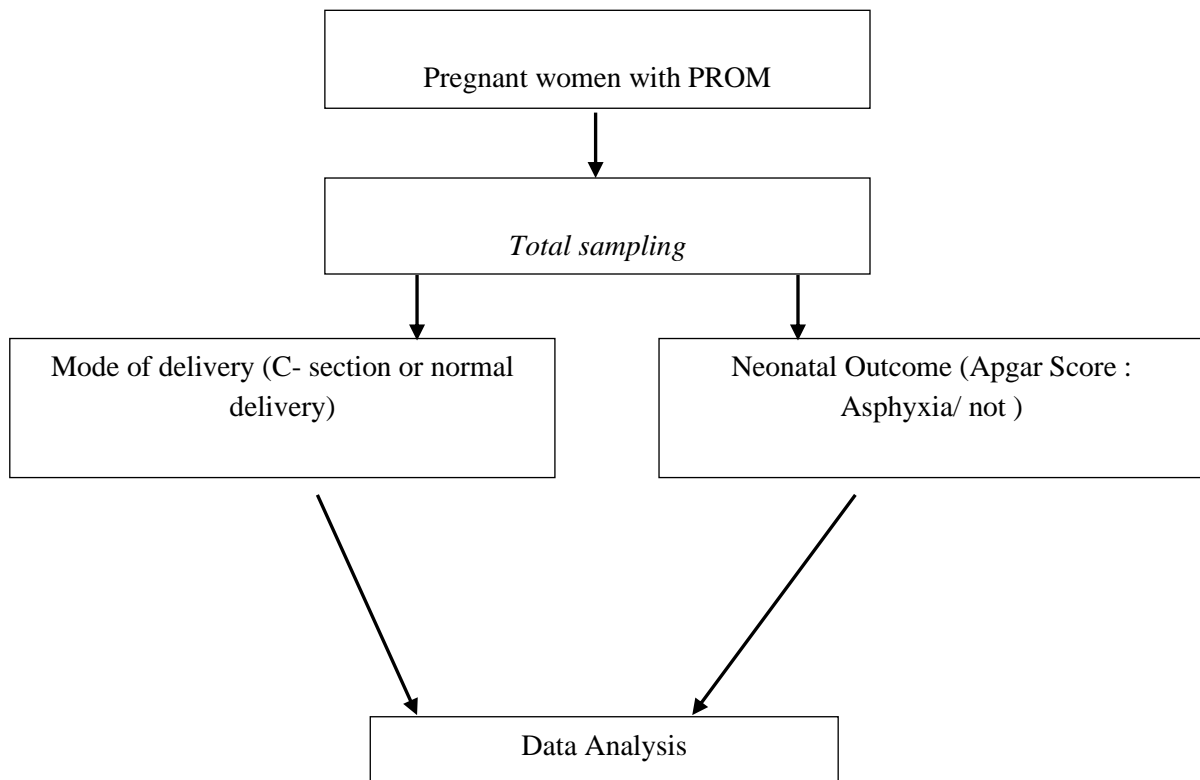 Pregnant women with PROM
Total sampling
Mode of delivery (C- section or normal
delivery)
Neonatal Outcome (Apgar Score :
Asphyxia/ not )
Data Analysis